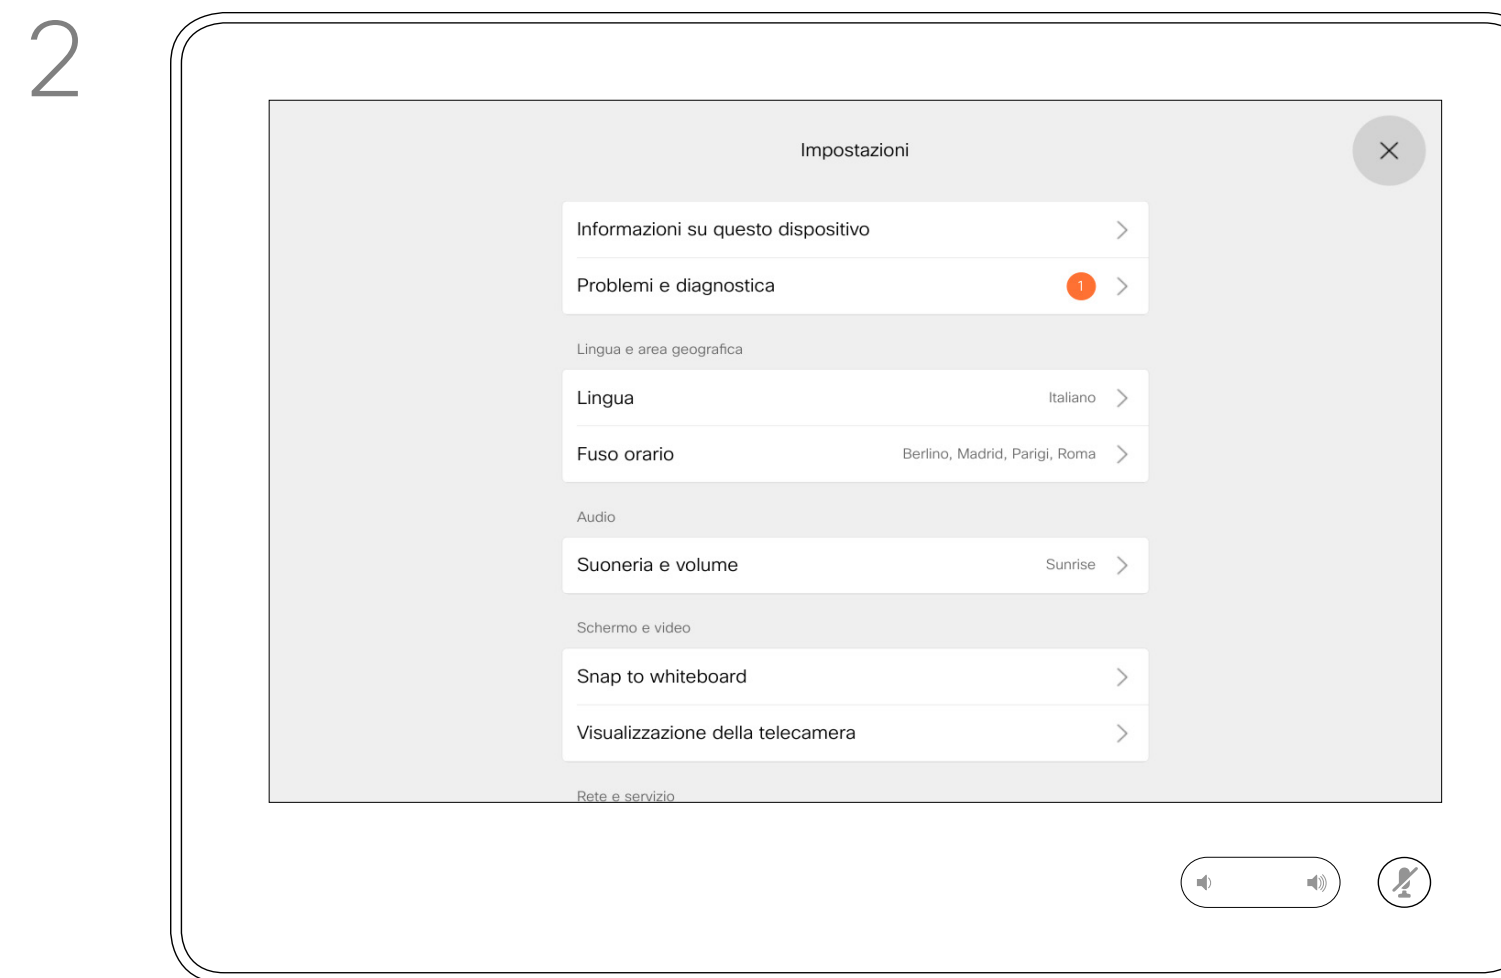 2
Impostazioni
Informazioni su questo dispositivo
Problemi e diagnostica 1
Lingua e area geografica
Lingua Italiano
Fuso orario Berlino, Madrid, Parigi, Roma
Audio
Suoneria e volume Sunrise
Schermo e video
Snap to whiteboard
Visualizzazione della telecamera
Rete e servizio